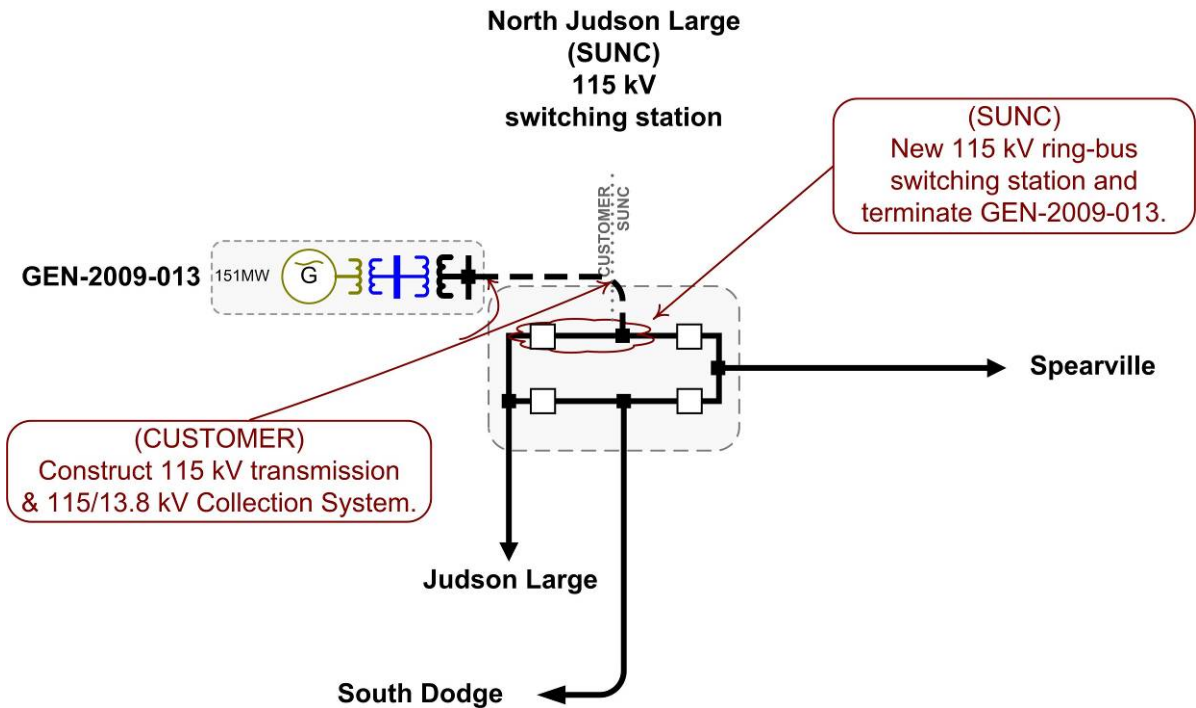 North Judson Large
(SUNC)
115 kV
switching station
(SUNC)
New 115 kV ring-bus
switching station and
terminate GEN-2009-013.
CUSTOMER
SUNC
GEN-2009-013
151MW
G
Spearville
(CUSTOMER)
Construct 115 kV transmission
& 115/13.8 kV Collection System.
Judson Large
South Dodge